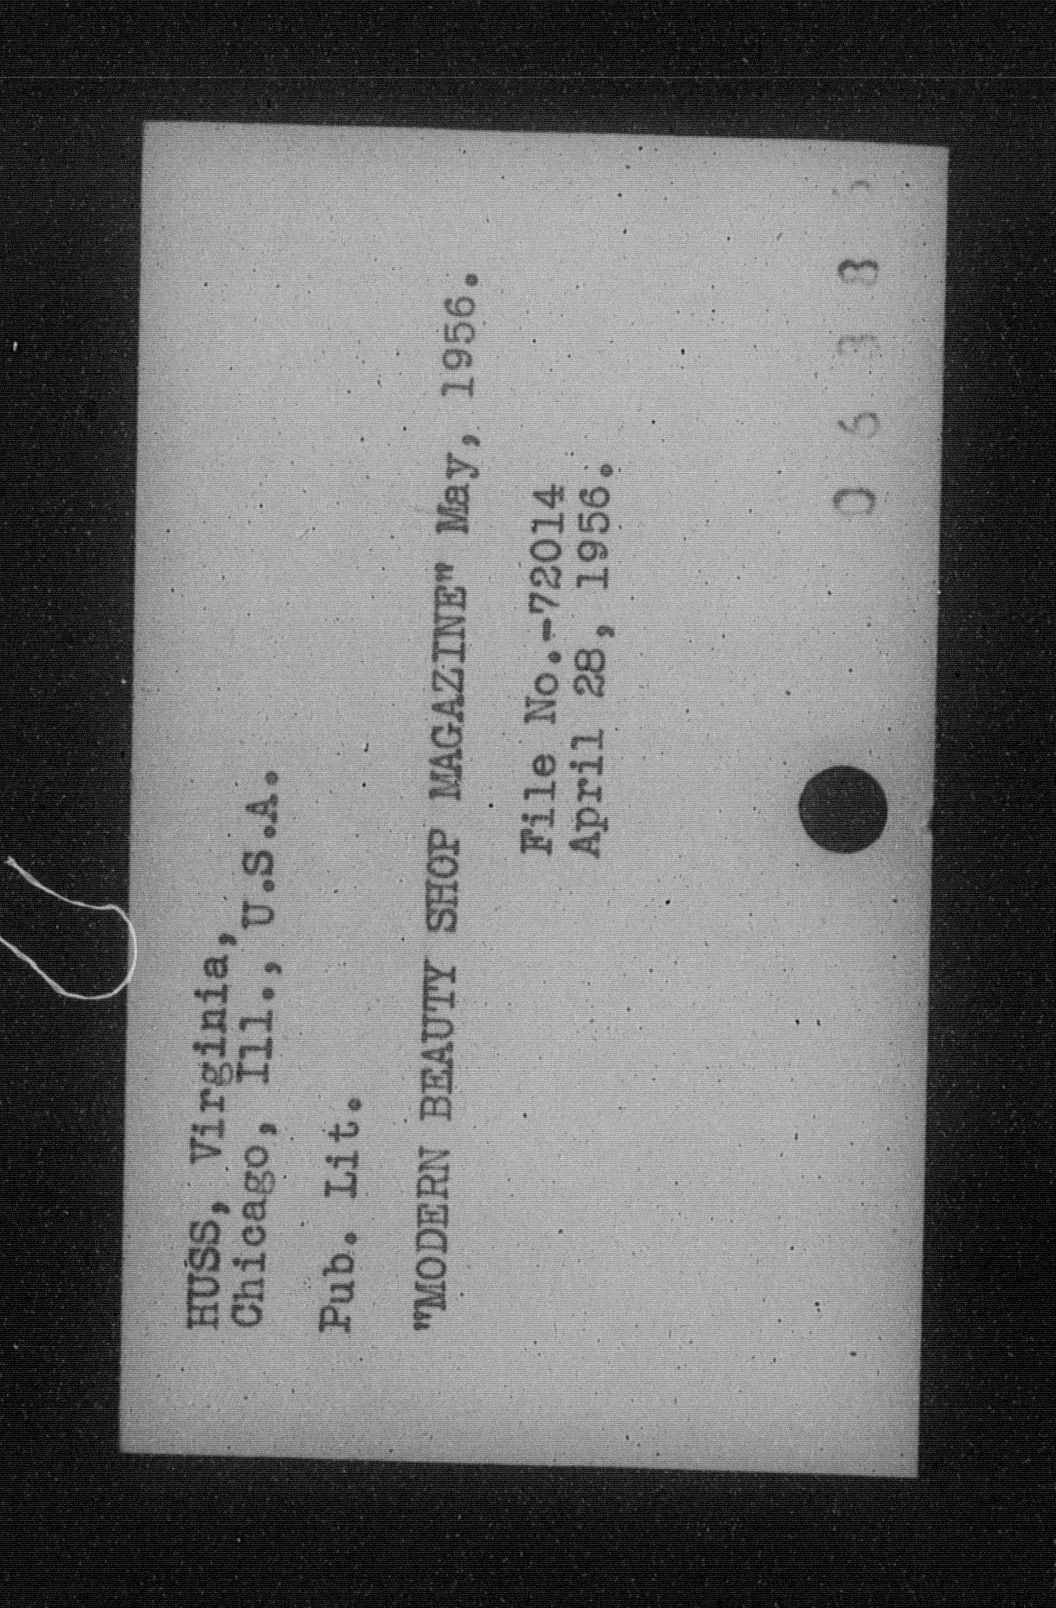 HUSS, Virginia,
Chicago, Ill., U.S.A.
Pub. Lit.
"MODERN BEAUTY SHOP MAGAZINE" May, 1956.
File No.-72014
April 28, 1956.